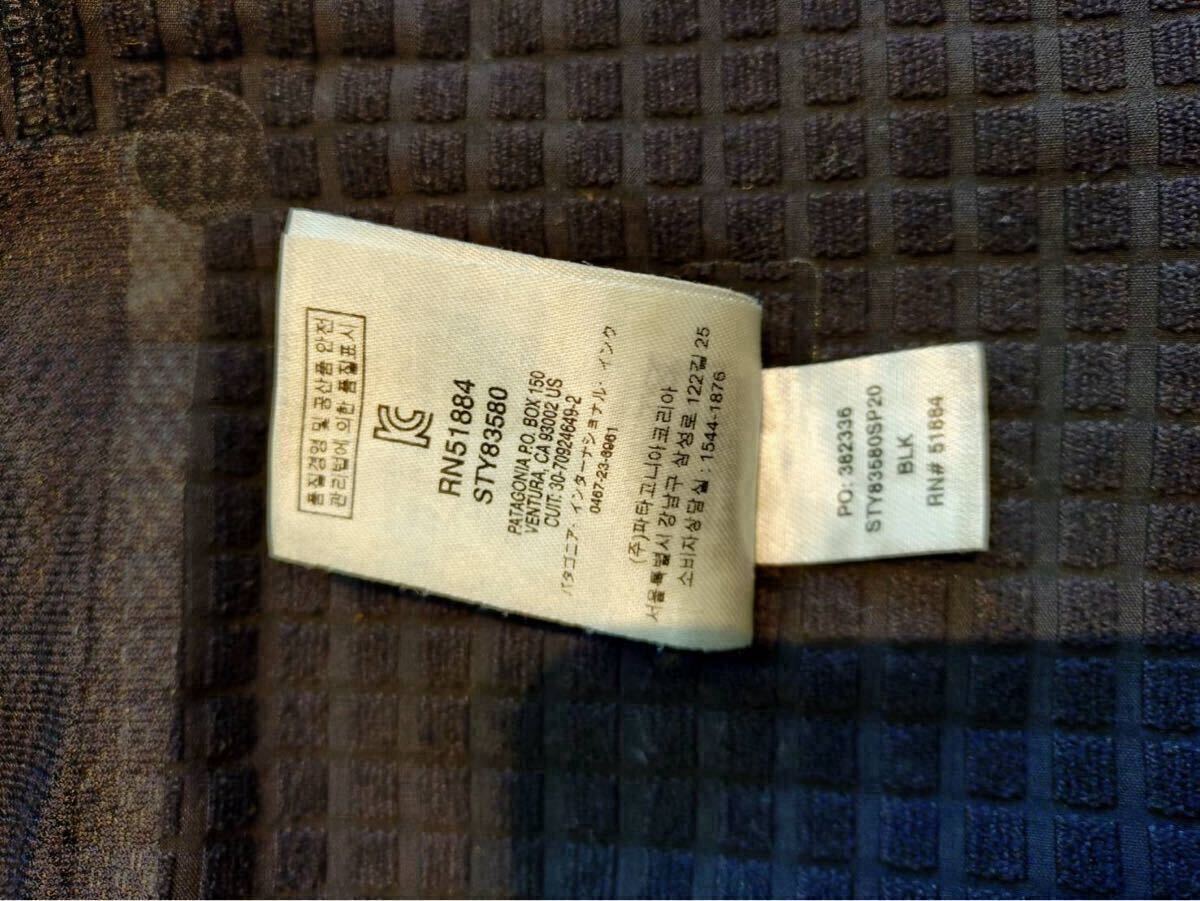 품질경영 및 공산품 안전
관리법에 의한 품질표시
RN51884
STY83580
PATAGONIA P.O. BOX 150
VENTURA, CA 93002 US
CUIT: 30-70924649-2
パタゴニア・インターナショナル・インク
0467-23-8961
(주)파타고니아코리아
서울특별시 강남구 삼성로 122길 25
소비자상담실 : 1544-1876
PO: 382336
STY83580SP20
BLK
RN# 51884